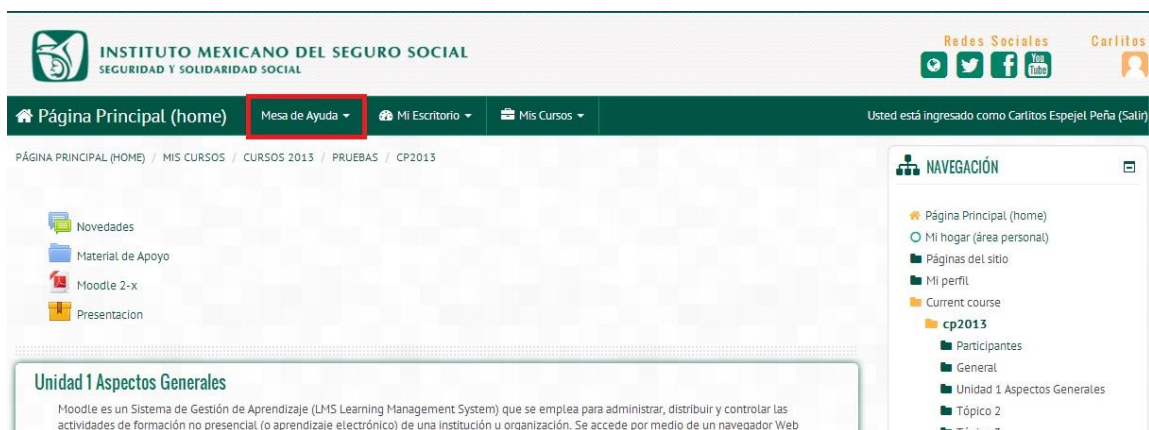 INSTITUTO MEXICANO DEL SEGURO SOCIAL
SEGURIDAD Y SOLIDARIDAD SOCIAL
Redes Sociales
Carlitos
You Tube
Página Principal (home)
Mesa de Ayuda
Mi Escritorio
Mis Cursos
Usted está ingresado como Carlitos Espejel Peña (Salir)
PÁGINA PRINCIPAL (HOME) / MIS CURSOS / CURSOS 2013 / PRUEBAS / CP2013
Novedades
Material de Apoyo
Moodle 2-x
Presentacion
Unidad 1 Aspectos Generales
Moodle es un Sistema de Gestión de Aprendizaje (LMS Learning Management System) que se emplea para administrar, distribuir y controlar las
actividades de formación no presencial (o aprendizaje electrónico) de una institución u organización. Se accede por medio de un navegador Web
NAVEGACIÓN
Página Principal (home)
Mi hogar (área personal)
Páginas del sitio
Mi perfil
Current course
cp2013
Participantes
General
Unidad 1 Aspectos Generales
Tópico 2